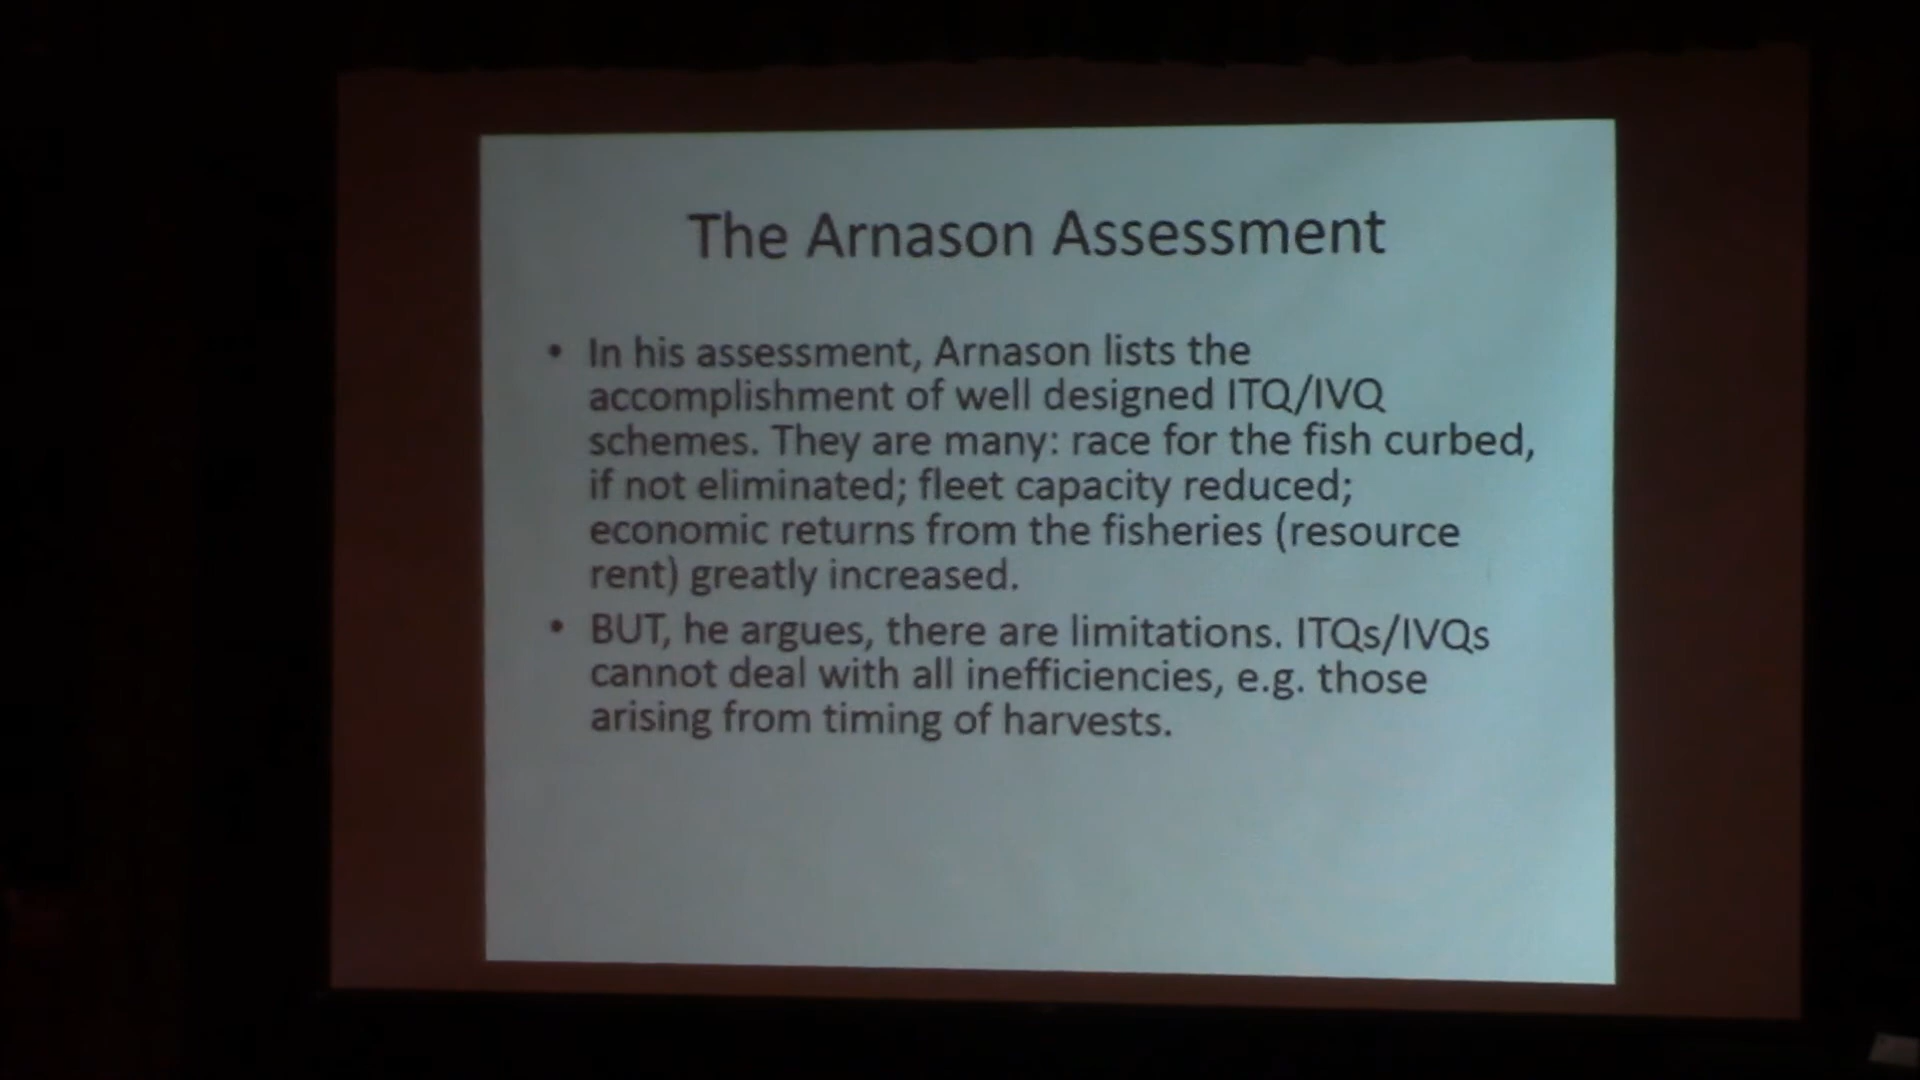 The Arnason Assessment
• In his assessment, Arnason lists the
accomplishment of well designed ITQ/IVQ
schemes. They are many: race for the fish curbed,
if not eliminated; fleet capacity reduced;
economic returns from the fisheries (resource
rent) greatly increased.
• BUT, he argues, there are limitations. ITQs/IVQs
cannot deal with all inefficiencies, e.g. those
arising from timing of harvests.